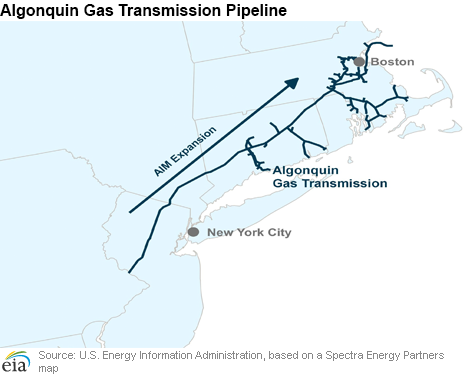 Algonquin Gas Transmission Pipeline
Boston
AIM Expansion
Algonquin
Gas Transmission
New York City
eia
Source: U.S. Energy Information Administration, based on a Spectra Energy Partners
map